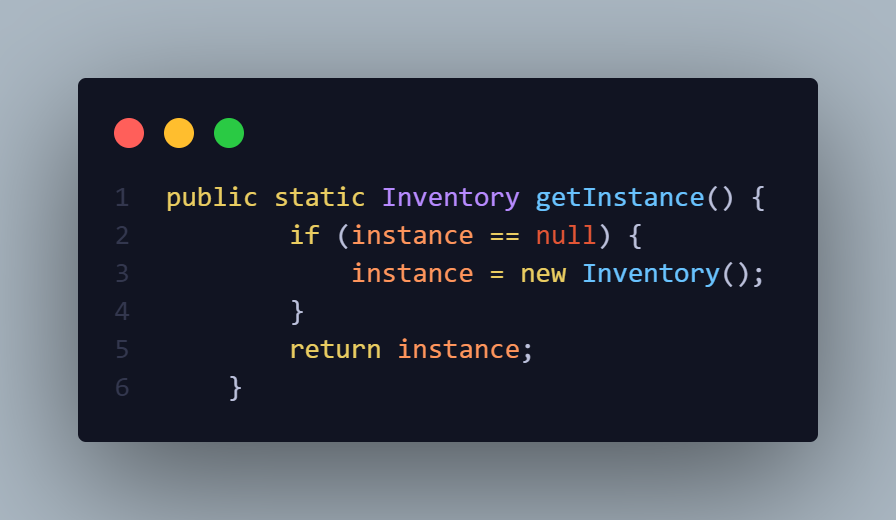 1 public static Inventory getInstance() {
2         if (instance == null) {
3             instance = new Inventory();
4         }
5         return instance;
6     }